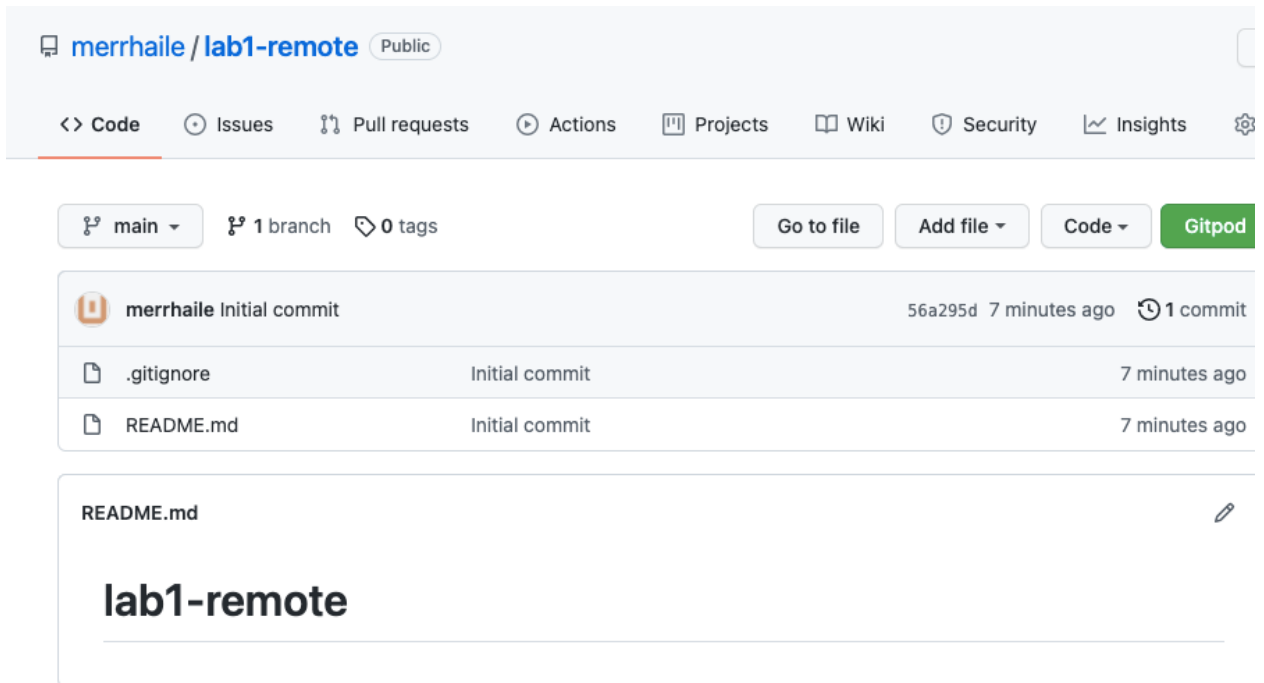 merrhaile / lab1-remote Public
<> Code Issues Pull requests Actions Projects Wiki Security Insights
main 1 branch 0 tags Go to file Add file Code Gitpod
merrhaile Initial commit 56a295d 7 minutes ago 1 commit
.gitignore Initial commit 7 minutes ago
README.md Initial commit 7 minutes ago
README.md
lab1-remote